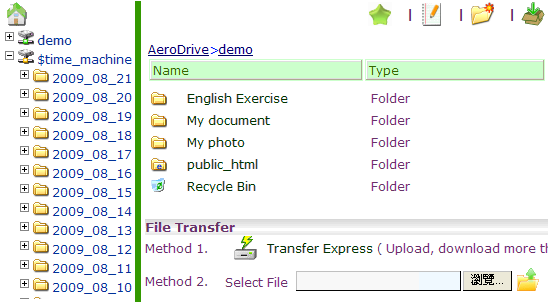 demo
$time_machine
2009_08_21
2009_08_20
2009_08_19
2009_08_18
2009_08_17
2009_08_16
2009_08_15
2009_08_14
2009_08_13
2009_08_12
2009_08_11
2009_08_10
AeroDrive>demo
Name Type
English Exercise Folder
My document Folder
My photo Folder
public_html Folder
Recycle Bin Folder
File Transfer
Method 1. Transfer Express ( Upload, download more th
Method 2. Select File 瀏覽...